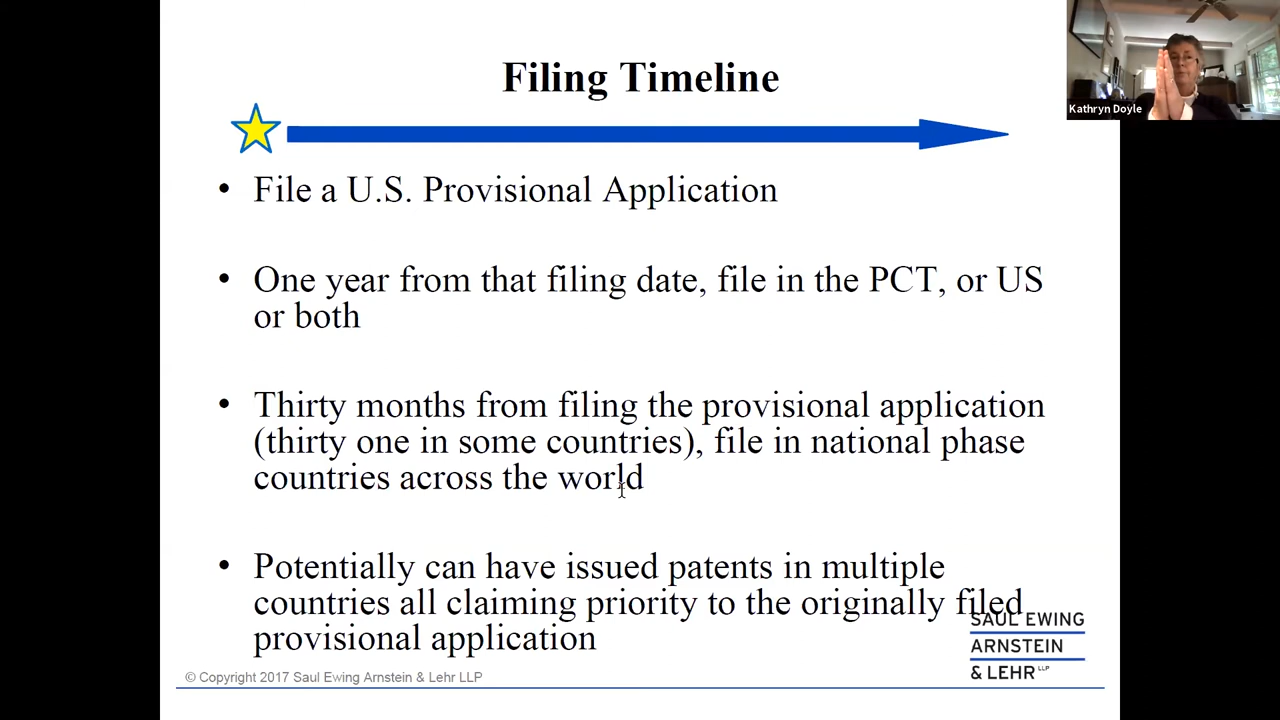 Filing Timeline
Kathryn Doyle
• File a U.S. Provisional Application
• One year from that filing date, file in the PCT, or US
or both
• Thirty months from filing the provisional application
(thirty one in some countries), file in national phase
countries across the world
• Potentially can have issued patents in multiple
countries all claiming priority to the originally filed
provisional application
SAUL EWING
ARNSTEIN
& LEHR LLP
© Copyright 2017 Saul Ewing Arnstein & Lehr LLP